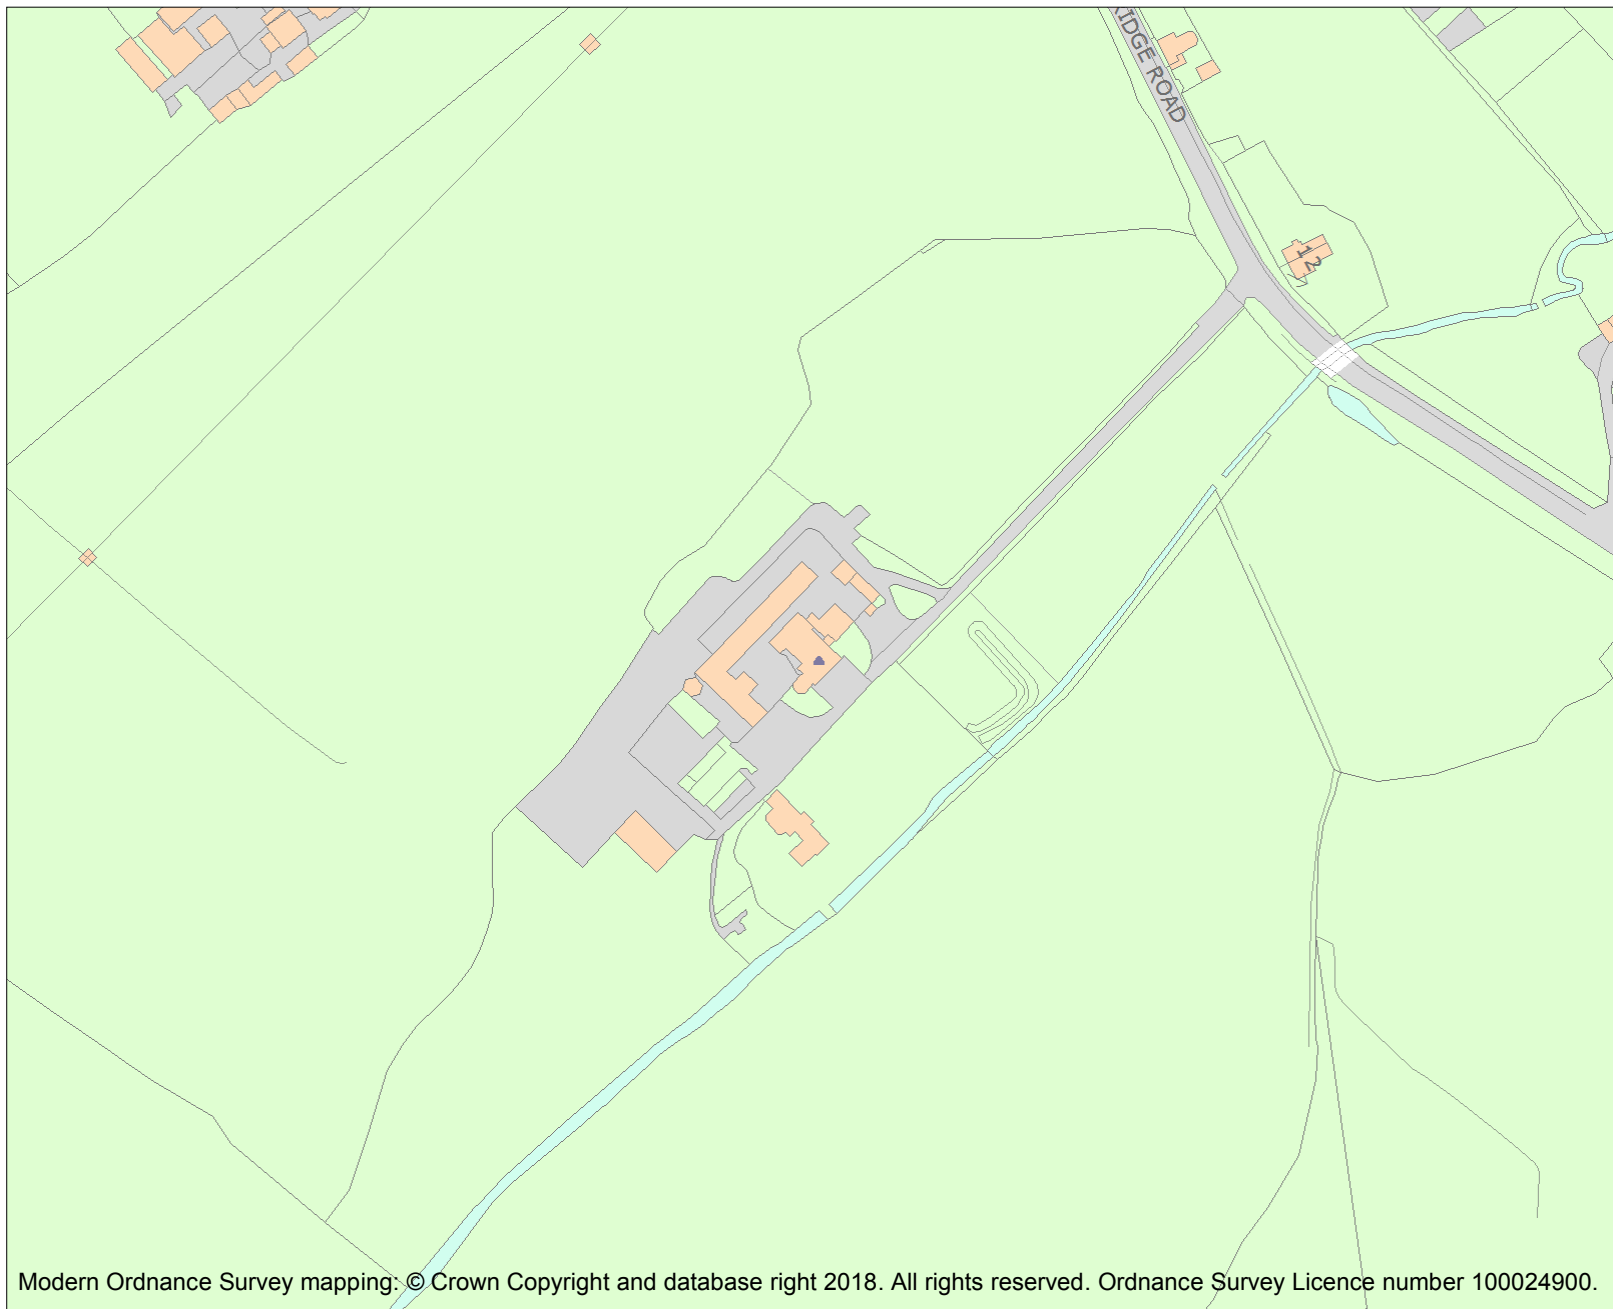 RIDGE ROAD
12
Modern Ordnance Survey mapping: © Crown Copyright and database right 2018. All rights reserved. Ordnance Survey Licence number 100024900.